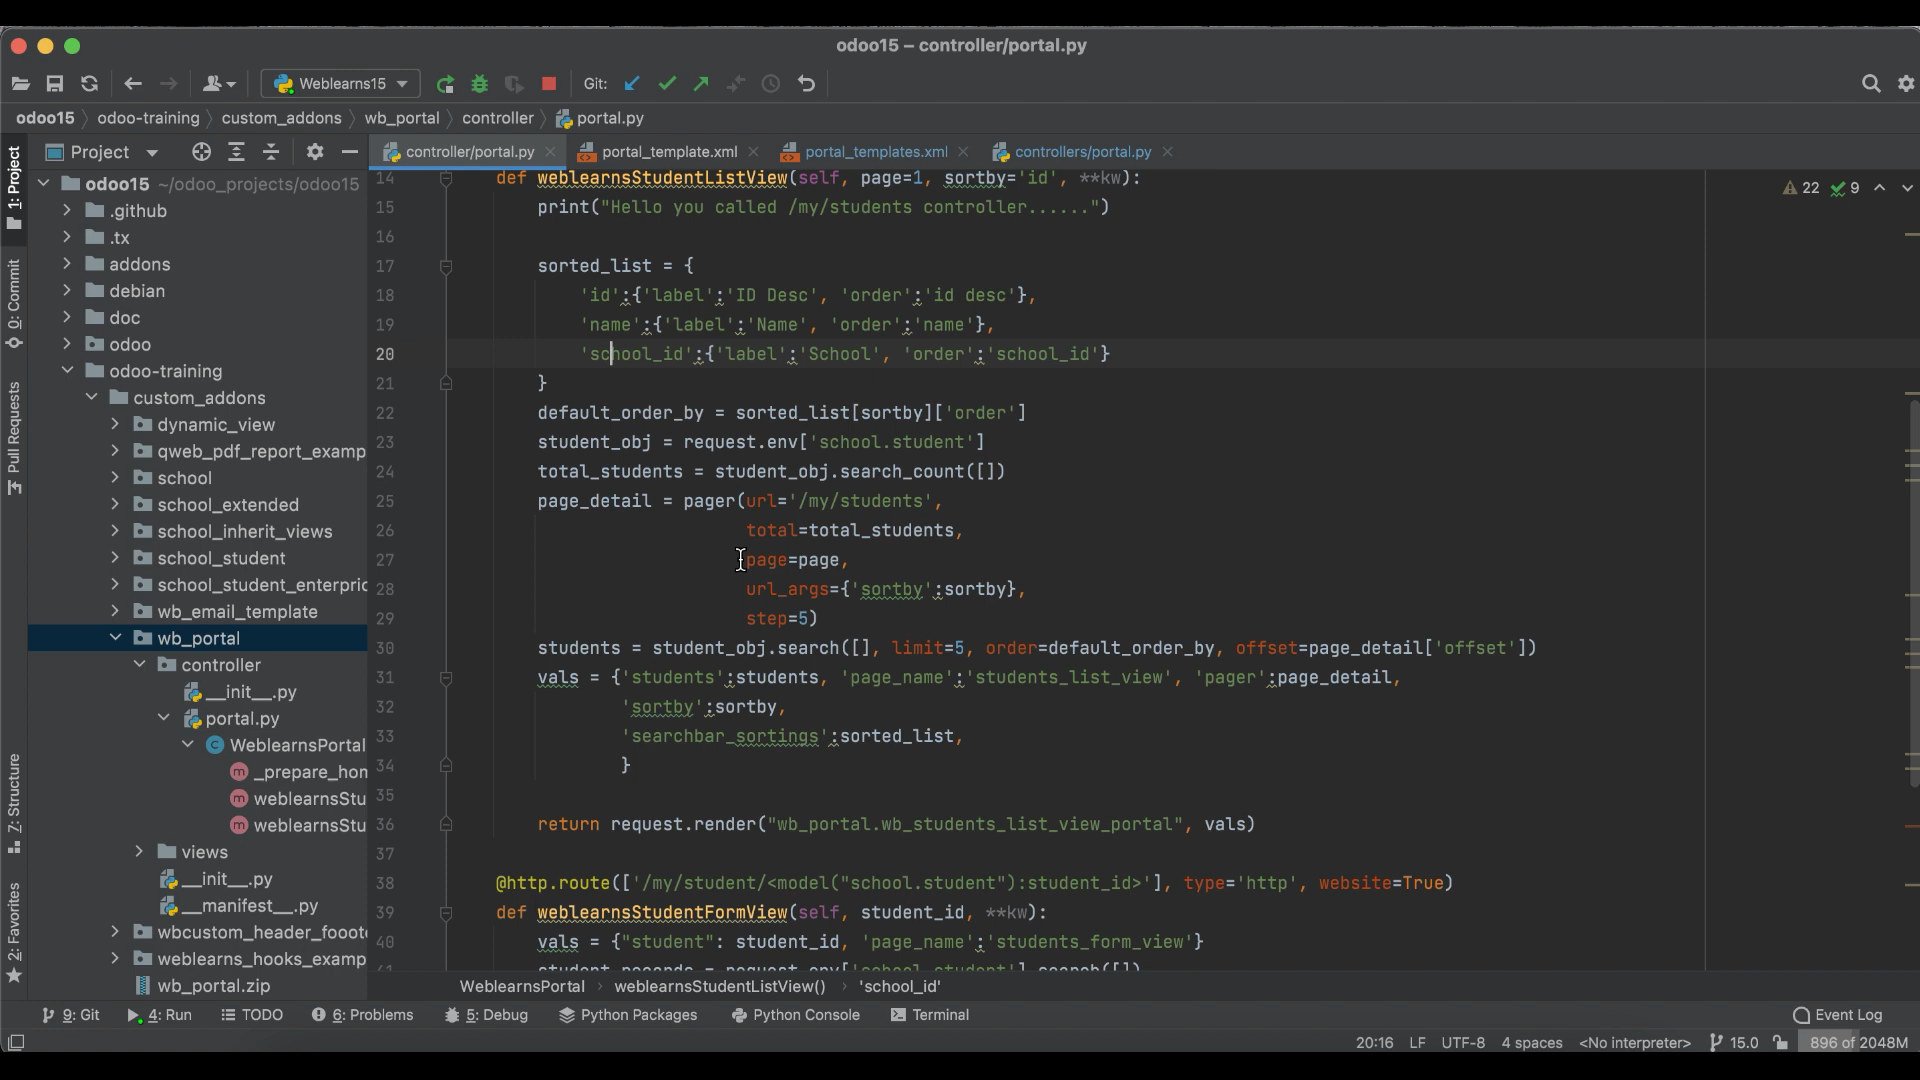 odoo15 – controller/portal.py
Weblearns15
Git:
odoo15 odoo-training custom_addons wb_portal controller portal.py
1: Project
0: Commit
Pull Requests
Z: Structure
2: Favorites
Project
odoo15 ~/odoo_projects/odoo15
.github
.tx
addons
debian
doc
odoo
odoo-training
custom_addons
dynamic_view
qweb_pdf_report_examp
school
school_extended
school_inherit_views
school_student
school_student_enterpric
wb_email_template
wb_portal
controller
__init__.py
portal.py
WeblearnsPortal
_prepare_hom
weblearnsStu
weblearnsStu
views
__init__.py
__manifest__.py
wbcustom_header_foote
weblearns_hooks_examp
wb_portal.zip
controller/portal.py portal_template.xml portal_templates.xml controllers/portal.py
22 9
14 def weblearnsStudentListView(self, page=1, sortby='id', **kw):
15 print("Hello you called /my/students controller......")
16
17 sorted_list = {
18 'id':{'label':'ID Desc', 'order':'id desc'},
19 'name':{'label':'Name', 'order':'name'},
20 'school_id':{'label':'School', 'order':'school_id'}
21 }
22 default_order_by = sorted_list[sortby]['order']
23 student_obj = request.env['school.student']
24 total_students = student_obj.search_count([])
25 page_detail = pager(url='/my/students',
26 total=total_students,
27 page=page,
28 url_args={'sortby':sortby},
29 step=5)
30 students = student_obj.search([], limit=5, order=default_order_by, offset=page_detail['offset'])
31 vals = {'students':students, 'page_name':'students_list_view', 'pager':page_detail,
32 'sortby':sortby,
33 'searchbar_sortings':sorted_list,
34 }
35
36 return request.render("wb_portal.wb_students_list_view_portal", vals)
37
38 @http.route(['/my/student/<model("school.student"):student_id>'], type='http', website=True)
39 def weblearnsStudentFormView(self, student_id, **kw):
40 vals = {"student": student_id, 'page_name':'students_form_view'}
41 student_records = request.env['school.student'].search([])
WeblearnsPortal weblearnsStudentListView() 'school_id'
9: Git 4: Run TODO 6: Problems 5: Debug Python Packages Python Console Terminal Event Log
20:16 LF UTF-8 4 spaces <No interpreter> 15.0 896 of 2048M